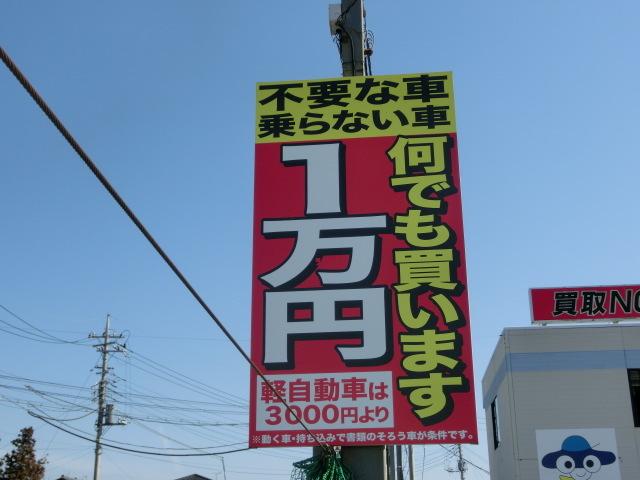 不要な車
乗らない車
何でも買います
1万円
軽自動車は
3000円より
※動く車・持ち込みで書類のそろう車が条件です。
買取NO